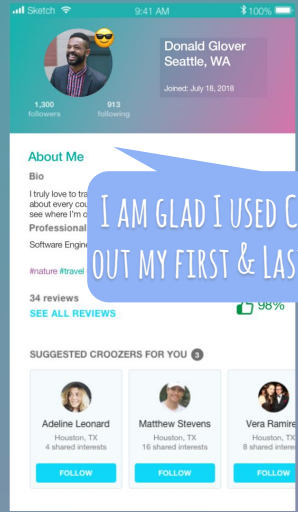 Sketch 9:41 AM 100%
Donald Glover
Seattle, WA
Joined: July 18, 2018
1,300 913
followers following
About Me
Bio
I truly love to tra
about every cou
see where I'm o
Professional
Software Engine
I AM GLAD I USED C
OUT MY FIRST & LAS
#nature #travel
34 reviews 98%
SEE ALL REVIEWS
SUGGESTED CROOZERS FOR YOU 3
Adeline Leonard Matthew Stevens Vera Ramire
Houston, TX Houston, TX Houston, TX
4 shared interests 16 shared interests 8 shared interes
FOLLOW FOLLOW FOLLOW